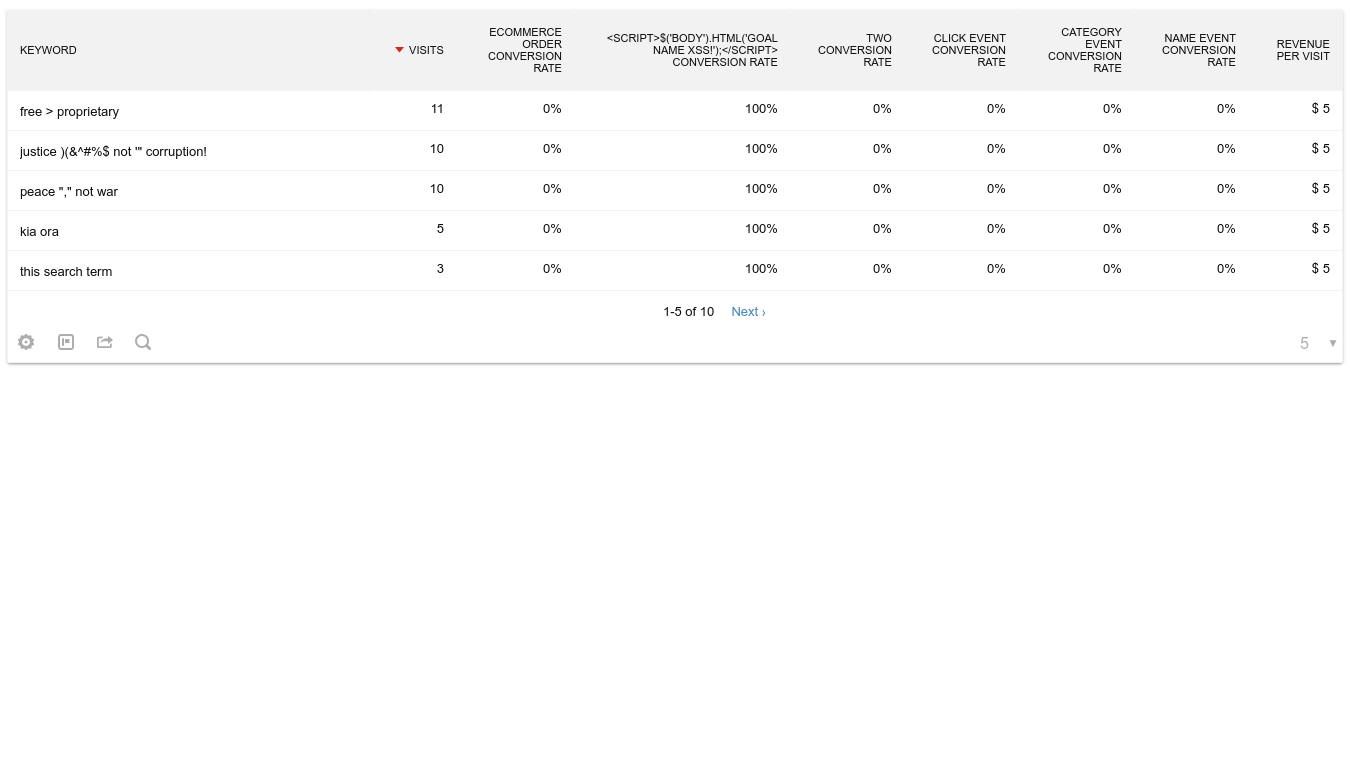 KEYWORD
VISITS
ECOMMERCE
ORDER
CONVERSION
RATE
<SCRIPT>$('BODY').HTML('GOAL
NAME XSS!');</SCRIPT>
CONVERSION RATE
TWO
CONVERSION
RATE
CLICK EVENT
CONVERSION
RATE
CATEGORY
EVENT
CONVERSION
RATE
NAME EVENT
CONVERSION
RATE
REVENUE
PER VISIT
free > proprietary 11 0% 100% 0% 0% 0% 0% $ 5
justice )(&^#%$ not '" corruption! 10 0% 100% 0% 0% 0% 0% $ 5
peace "," not war 10 0% 100% 0% 0% 0% 0% $ 5
kia ora 5 0% 100% 0% 0% 0% 0% $ 5
this search term 3 0% 100% 0% 0% 0% 0% $ 5
1-5 of 10 Next ›
5